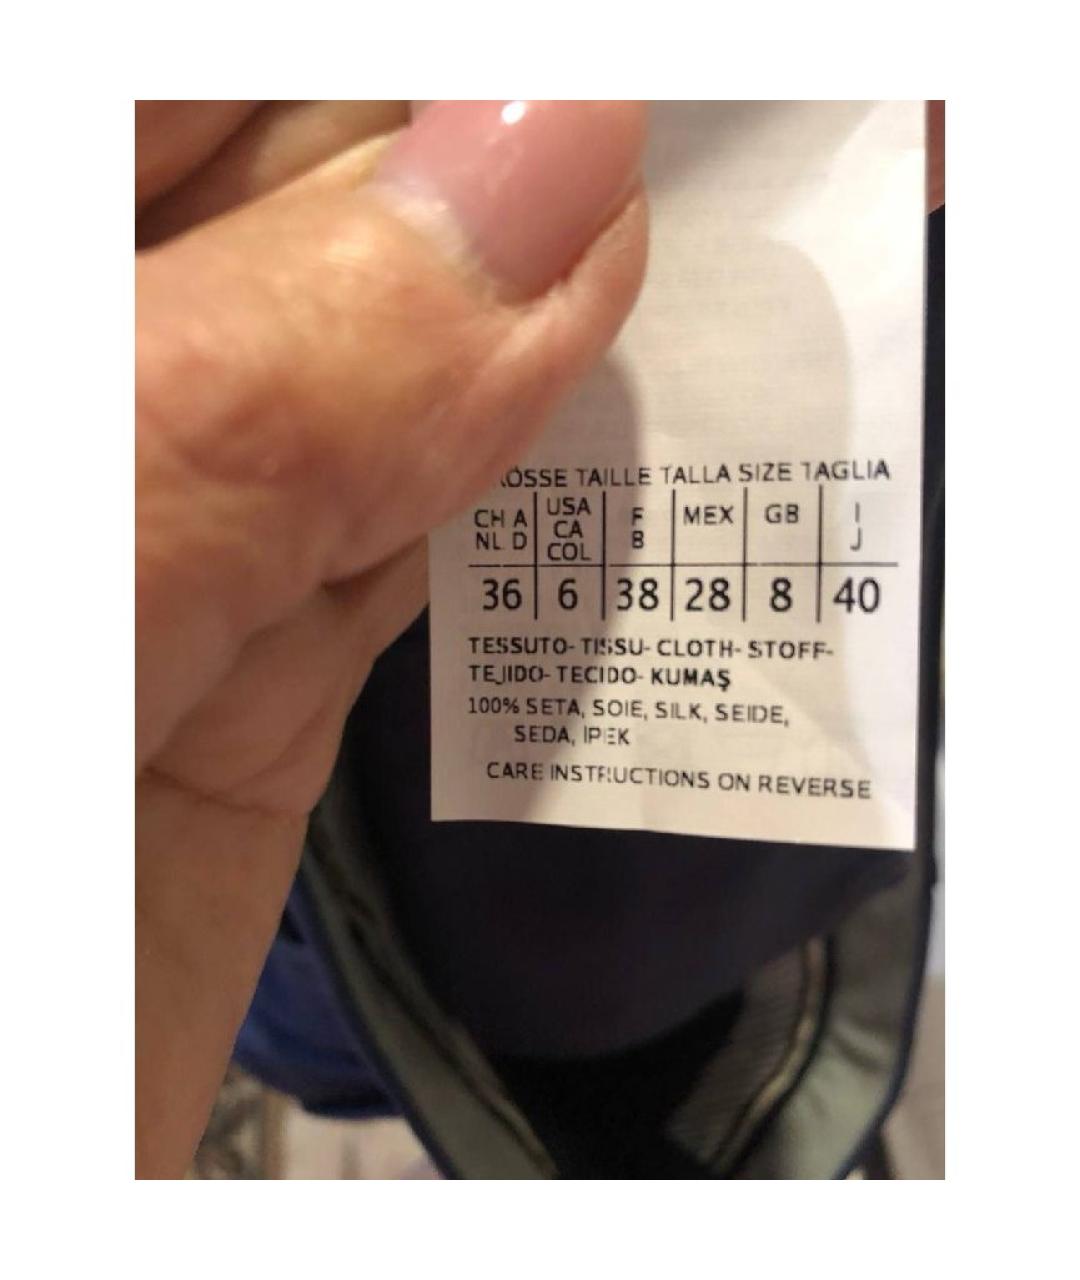 TAILLE TALLA SIZE TAGLIA
CH A NL D | USA CA COL | F B | MEX | GB | I J
36 | 6 | 38 | 28 | 8 | 40
TESSUTO- TISSU- CLOTH- STOFF-
TEJIDO- TECIDO- KUMAŞ
100% SETA, SOIE, SILK, SEIDE,
SEDA, IPEK
CARE INSTRUCTIONS ON REVERSE